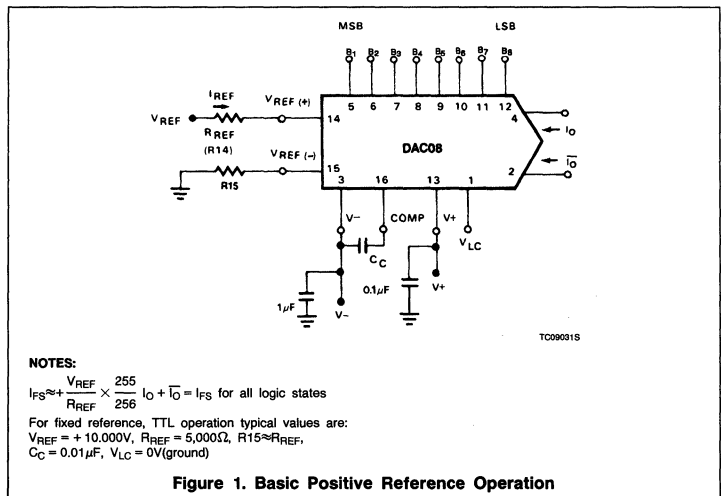 MSB LSB
B1 B2 B3 B4 B5 B6 B7 B8
5 6 7 8 9 10 11 12
IREF
VREF VREF (+) 14
RREF
(R14)
VREF (–) 15
R15
DAC08
4
IO
IO
2
3 16 13 1
V– COMP V+ VLC
CC
1μF 0.1μF
V– V+
TC09031S
NOTES:
IFS≈+ VREF/RREF × 255/256 IO + IO = IFS for all logic states
For fixed reference, TTL operation typical values are:
VREF = + 10.000V, RREF = 5,000Ω, R15≈RREF,
CC = 0.01μF, VLC = 0V(ground)
Figure 1. Basic Positive Reference Operation